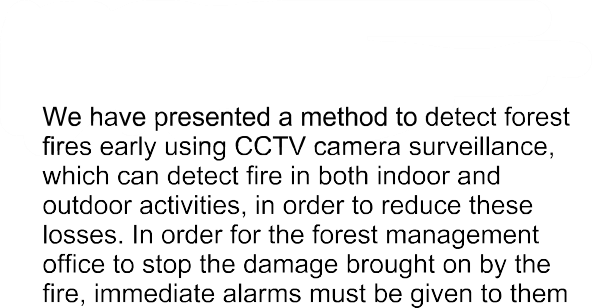 We have presented a method to detect forest
fires early using CCTV camera surveillance,
which can detect fire in both indoor and
outdoor activities, in order to reduce these
losses. In order for the forest management
office to stop the damage brought on by the
fire, immediate alarms must be given to them